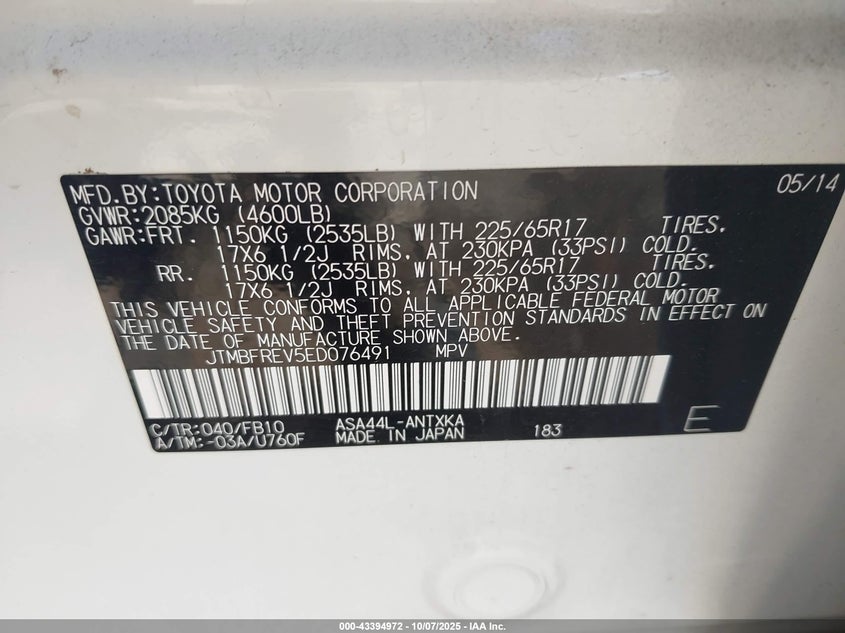 MFD.BY:TOYOTA MOTOR CORPORATION 05/14
GVWR:2085KG (4600LB)
GAWR:FRT. 1150KG (2535LB) WITH 225/65R17 TIRES,
17X6 1/2J RIMS, AT 230KPA (33PSI) COLD.
RR. 1150KG (2535LB) WITH 225/65R17 TIRES,
17X6 1/2J RIMS, AT 230KPA (33PSI) COLD.
THIS VEHICLE CONFORMS TO ALL APPLICABLE FEDERAL MOTOR
VEHICLE SAFETY AND THEFT PREVENTION STANDARDS IN EFFECT ON
THE DATE OF MANUFACTURE SHOWN ABOVE.
JTMBFREV5ED076491 MPV
C/TR:040/FB10 ASA44L-ANTXKA
A/TM:-03A/U760F MADE IN JAPAN 183 E
000-43394972 - 10/07/2025 - IAA Inc.